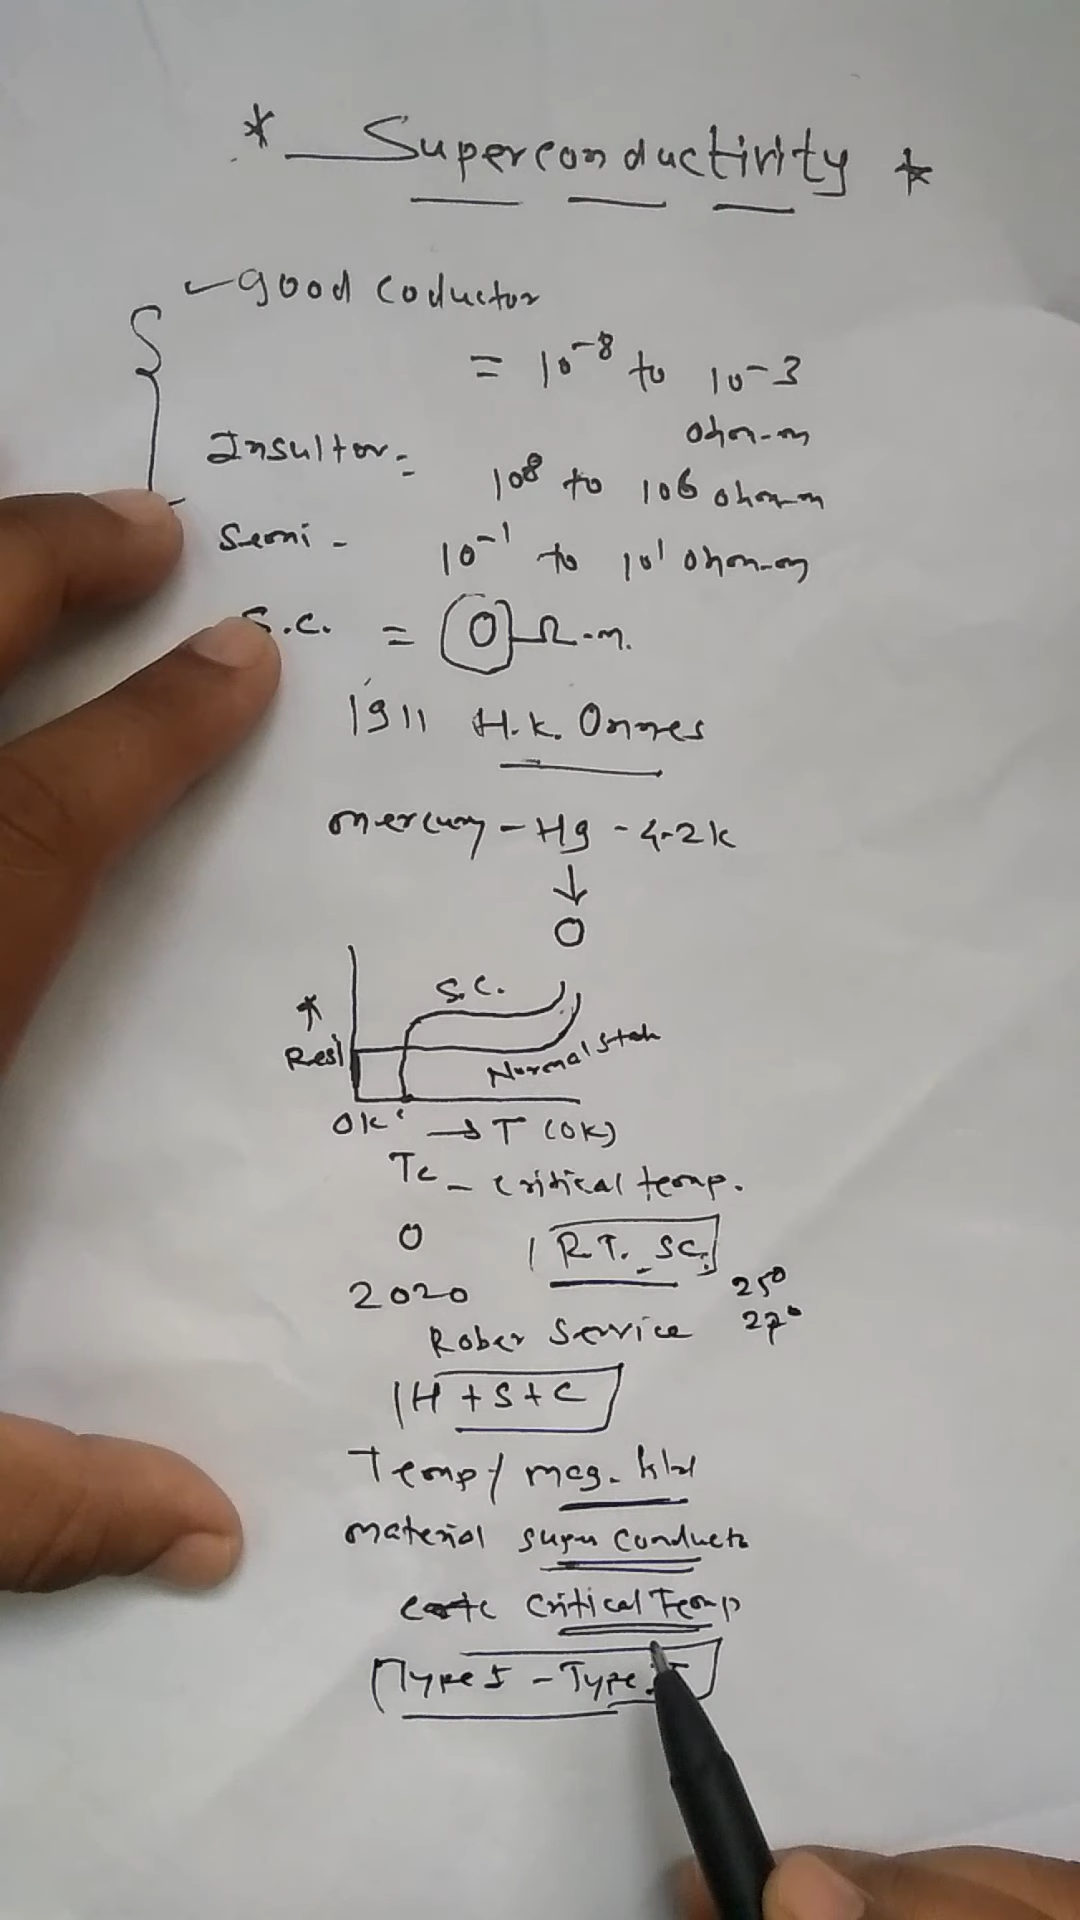 * Superconductivity *
good coductor
= 10-8 to 10-3
ohm-m
Insultor =
108 to 106 ohm-m
Semi - 10-1 to 101 ohm-m
S.C. = 0 Ω-m.
1911 H.K. Onnes
mercury - Hg - 4.2k
↓
0
S.C.
Resi
Normal State
0k → T (0K)
Tc - critical temp.
0 R.T. SC.
2020 25°
27°
Rober Service
H + S + C
Temp / mag.
material super conducto
critical Temp
Type I - Type